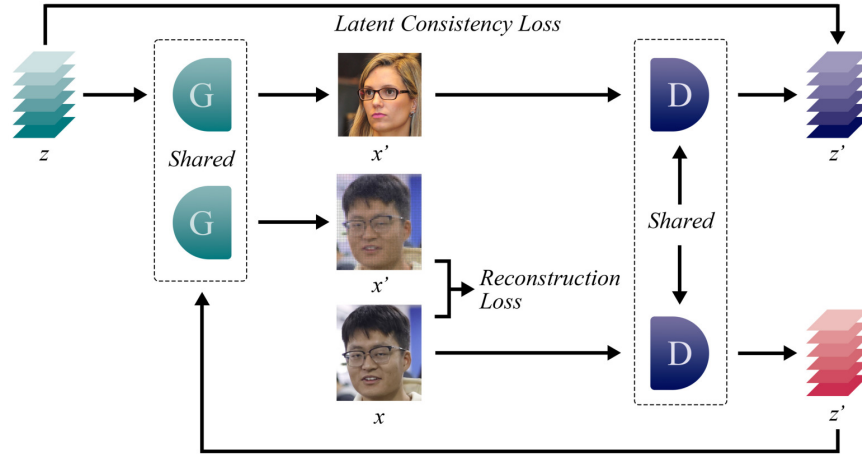 Latent Consistency Loss
G
D
z
x’
z’
Shared
G
Shared
x’
Reconstruction
Loss
D
x
z’